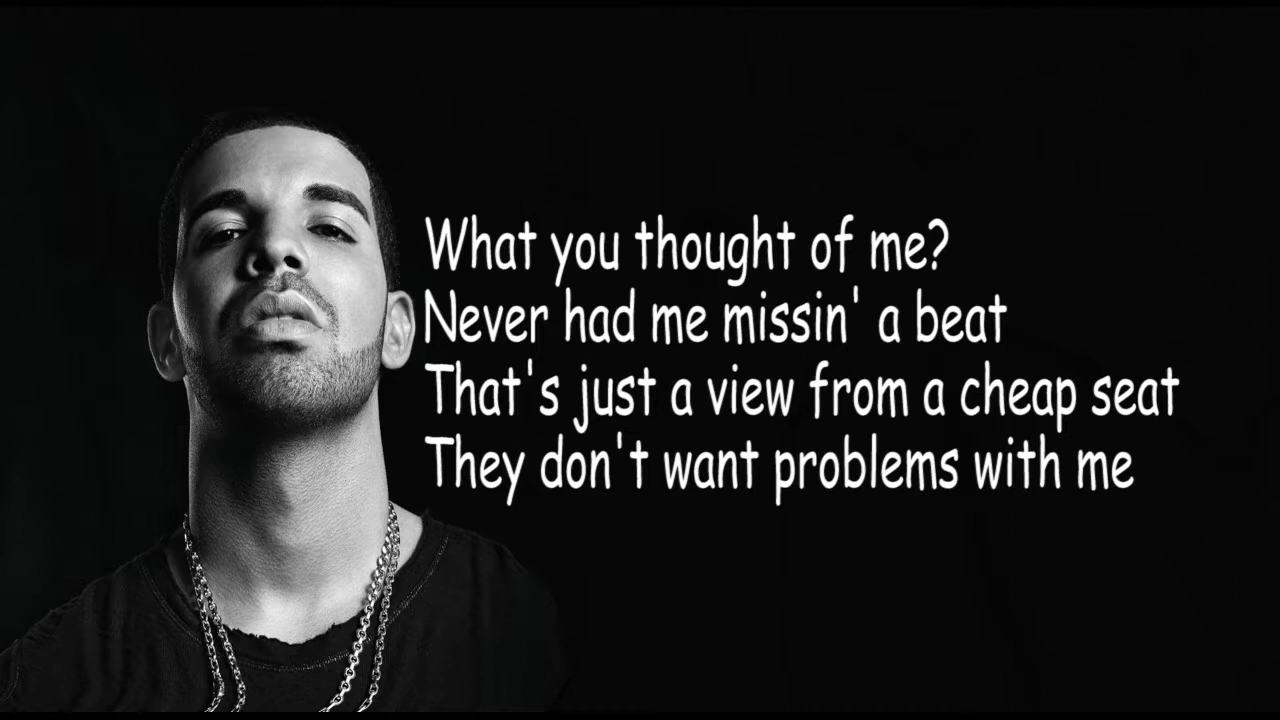 What you thought of me?
Never had me missin' a beat
That's just a view from a cheap seat
They don't want problems with me